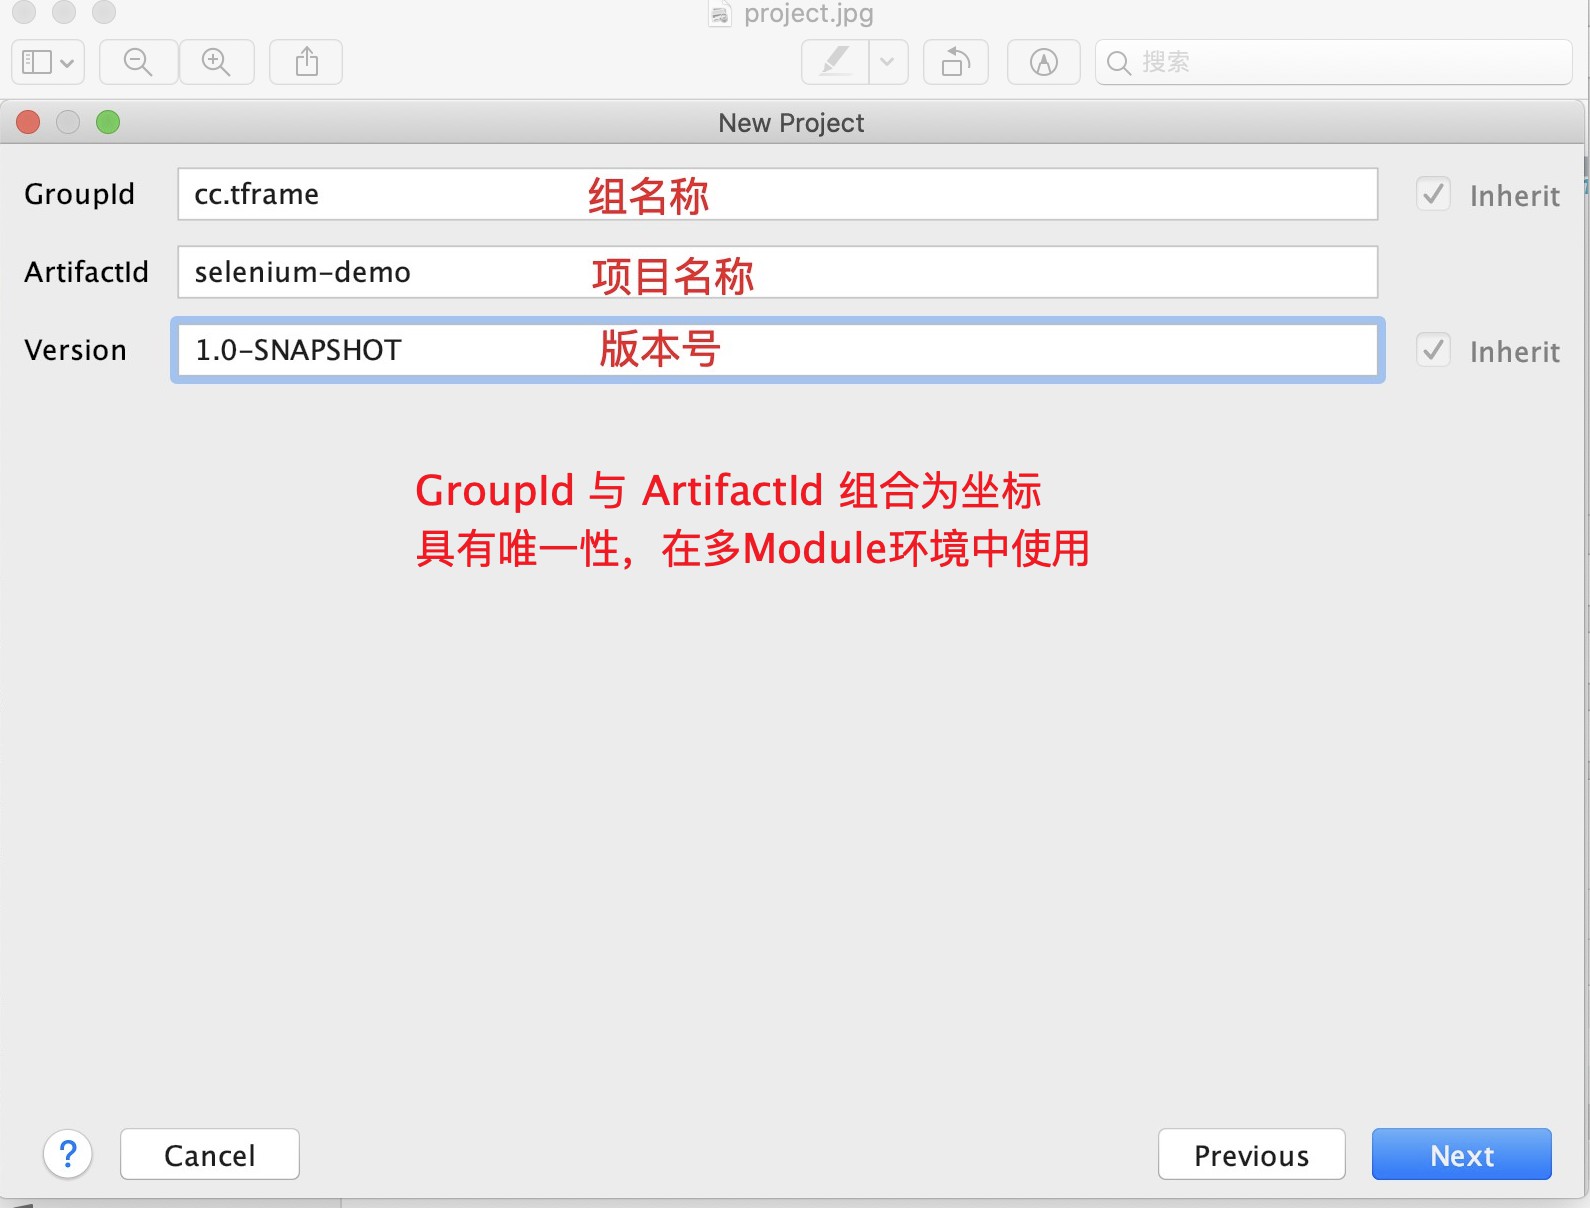 project.jpg
搜索
New Project
GroupId cc.tframe 组名称 Inherit
ArtifactId selenium-demo 项目名称
Version 1.0-SNAPSHOT 版本号 Inherit
GroupId 与 ArtifactId 组合为坐标
具有唯一性，在多Module环境中使用
? Cancel Previous Next